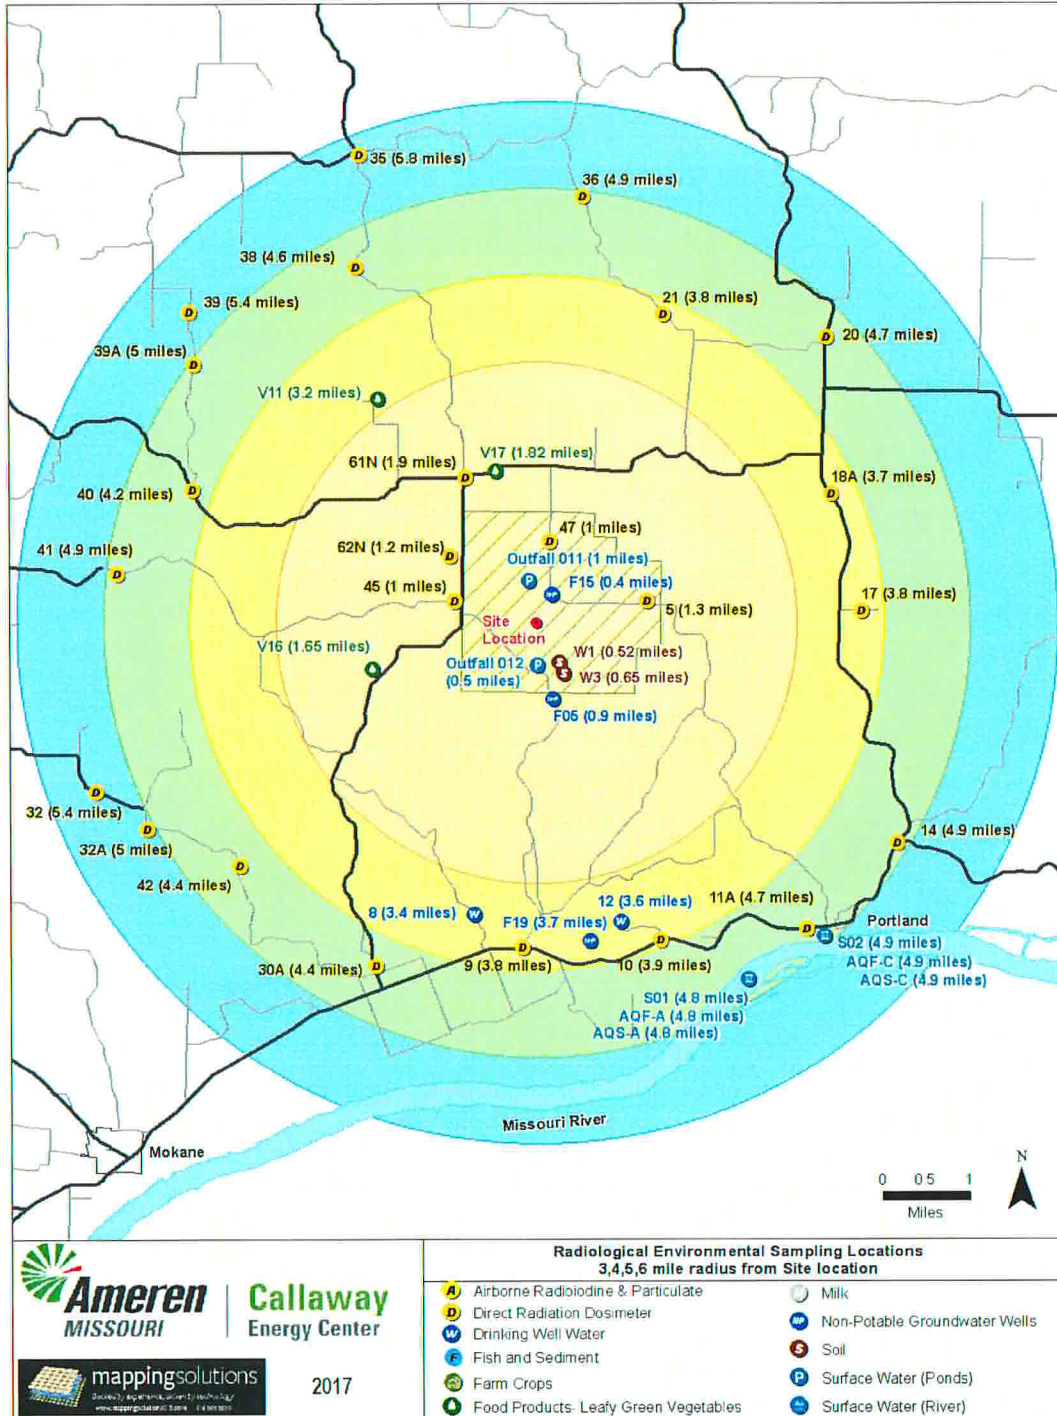 35 (5.8 miles)
36 (4.9 miles)
38 (4.6 miles)
39 (5.4 miles)
21 (3.8 miles)
20 (4.7 miles)
39A (5 miles)
V11 (3.2 miles)
V17 (1.82 miles)
61N (1.9 miles)
18A (3.7 miles)
40 (4.2 miles)
47 (1 miles)
41 (4.9 miles)
62N (1.2 miles)
Outfall 011 (1 miles)
F15 (0.4 miles)
45 (1 miles)
17 (3.8 miles)
5 (1.3 miles)
Site
Location
V16 (1.65 miles)
W1 (0.52 miles)
Outfall 012
(0.5 miles)
W3 (0.65 miles)
F05 (0.9 miles)
32 (5.4 miles)
32A (5 miles)
14 (4.9 miles)
42 (4.4 miles)
11A (4.7 miles)
12 (3.6 miles)
8 (3.4 miles)
F19 (3.7 miles)
Portland
S02 (4.9 miles)
AQF-C (4.9 miles)
AQS-C (4.9 miles)
30A (4.4 miles)
9 (3.8 miles)
10 (3.9 miles)
S01 (4.8 miles)
AQF-A (4.8 miles)
AQS-A (4.8 miles)
Missouri River
Mokane
N
0 0.5 1
Miles
Ameren
MISSOURI
Callaway
Energy Center
mappingsolutions
2017
Radiological Environmental Sampling Locations
3,4,5,6 mile radius from Site location
A Airborne Radioiodine & Particulate
D Direct Radiation Dosimeter
W Drinking Well Water
F Fish and Sediment
Farm Crops
Food Products- Leafy Green Vegetables
Milk
NP Non-Potable Groundwater Wells
S Soil
P Surface Water (Ponds)
Surface Water (River)